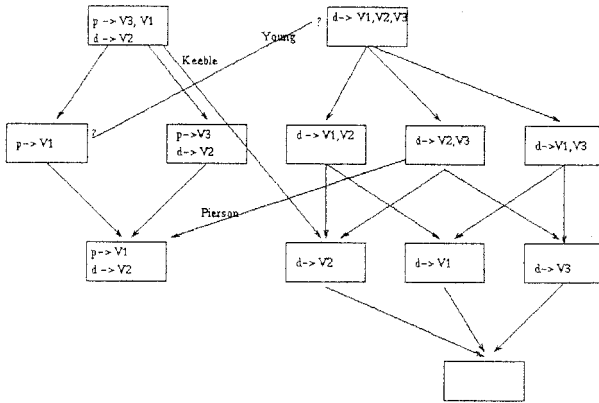 p -> V3, V1
d -> V2
Young
?
d -> V1,V2,V3
Keeble
p -> V1
?
p->V3
d -> V2
d -> V1,V2
d -> V2,V3
d->V1,V3
Pierson
p -> V1
d -> V2
d -> V2
d -> V1
d -> V3